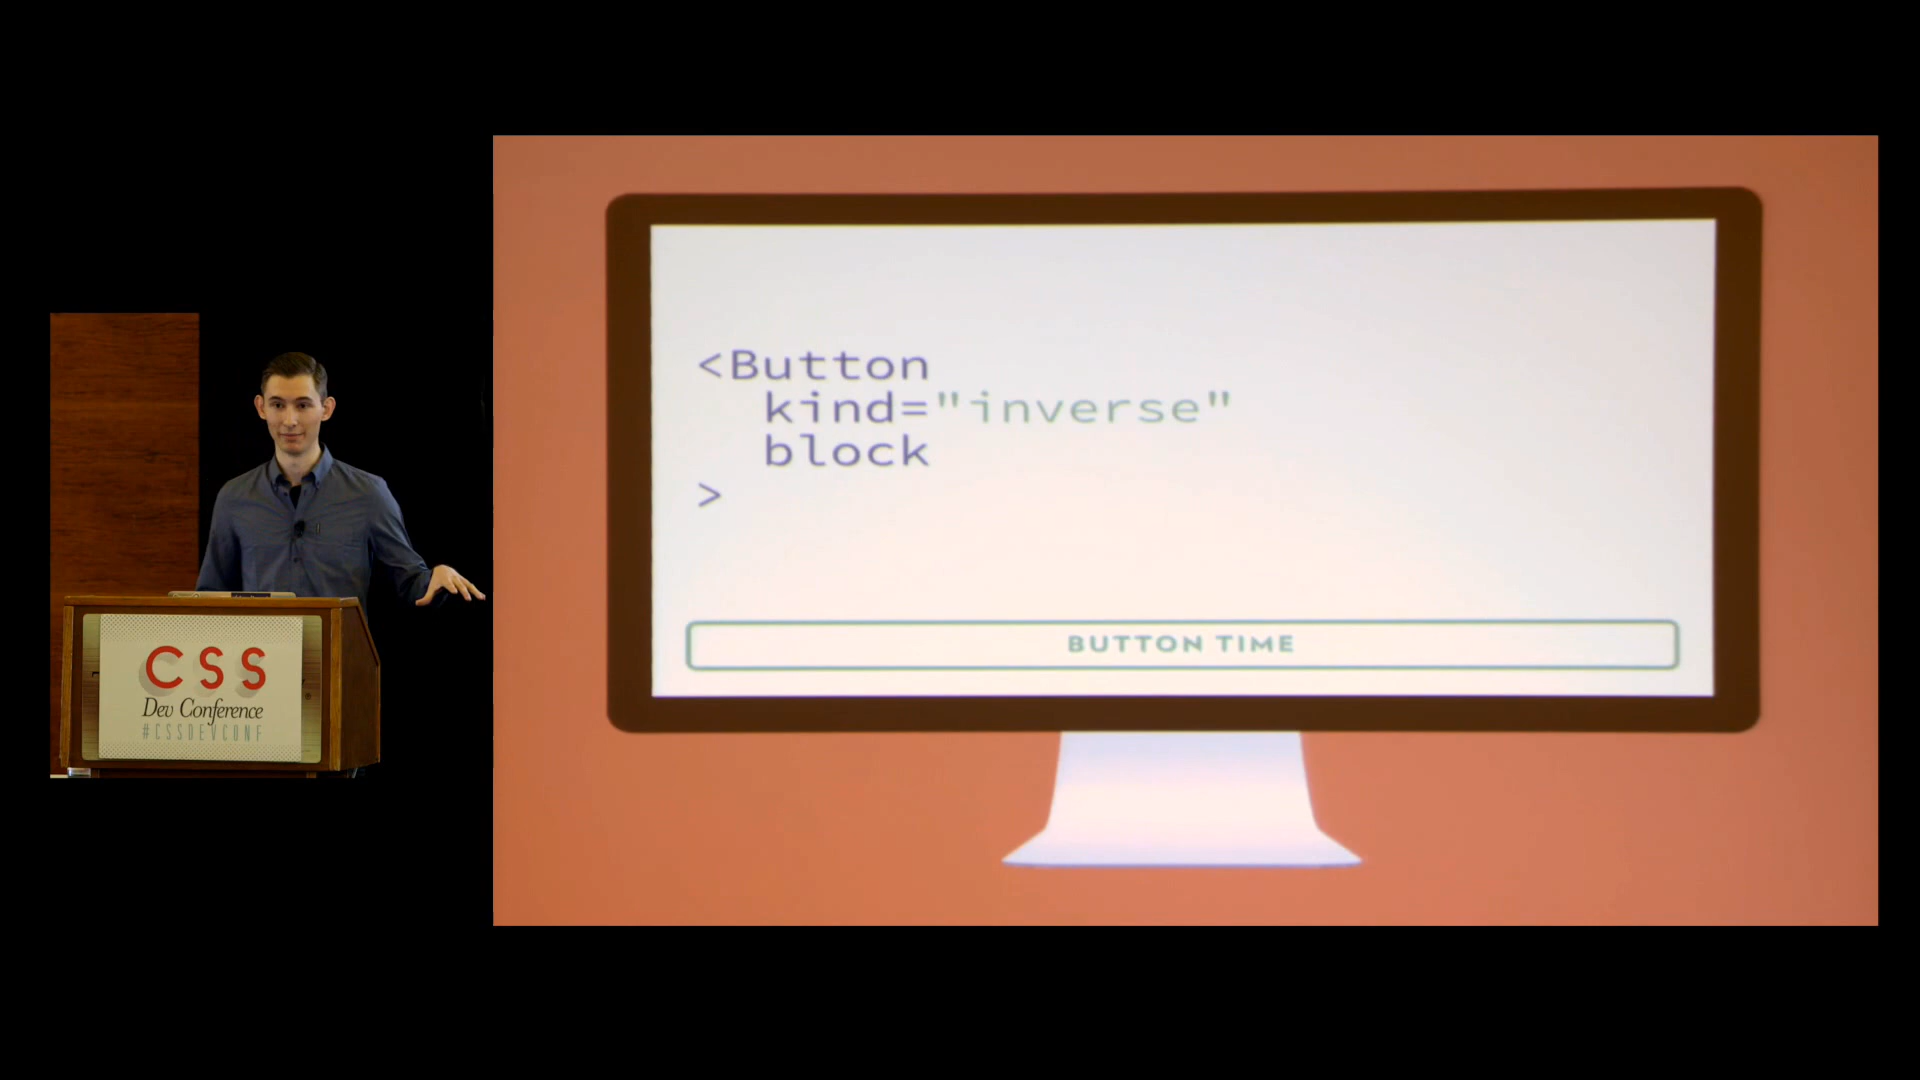 <Button
kind="inverse"
block
>
BUTTON TIME
CSS
Dev Conference
#CSSDEVCONF